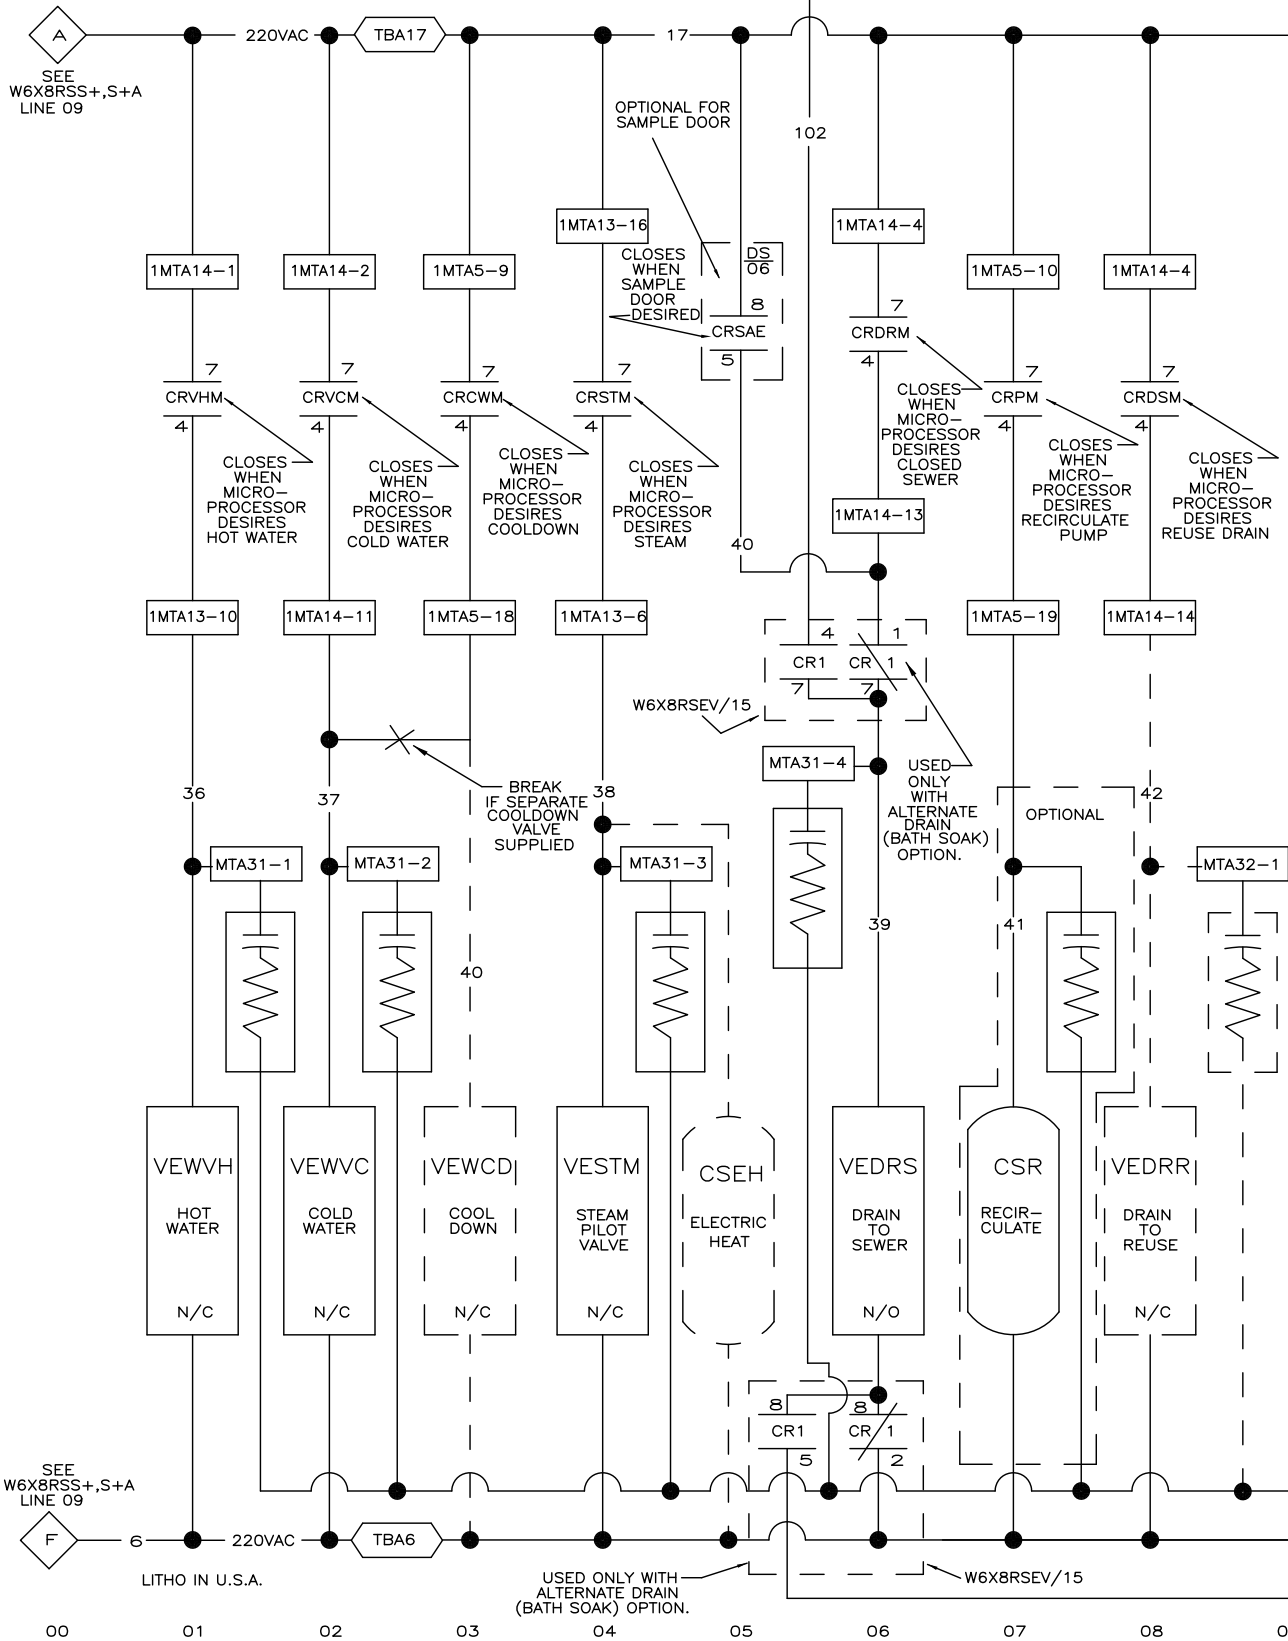 A
220VAC
TBA17
17
SEE
W6X8RSS+,S+A
LINE 09
OPTIONAL FOR
SAMPLE DOOR
102
1MTA13-16
1MTA14-4
1MTA14-1
1MTA14-2
1MTA5-9
CLOSES
WHEN
SAMPLE
DOOR
DESIRED
DS
06
1MTA5-10
1MTA14-4
8
CRSAE
5
7
CRDRM
4
7
CRVHM
4
7
CRVCM
4
7
CRCWM
4
7
CRSTM
4
7
CRPM
4
7
CRDSM
4
CLOSES
WHEN
MICRO-
PROCESSOR
DESIRES
HOT WATER
CLOSES
WHEN
MICRO-
PROCESSOR
DESIRES
COLD WATER
CLOSES
WHEN
MICRO-
PROCESSOR
DESIRES
COOLDOWN
CLOSES
WHEN
MICRO-
PROCESSOR
DESIRES
STEAM
CLOSES
WHEN
MICRO-
PROCESSOR
DESIRES
CLOSED
SEWER
CLOSES
WHEN
MICRO-
PROCESSOR
DESIRES
RECIRCULATE
PUMP
CLOSES
WHEN
MICRO-
PROCESSOR
DESIRES
REUSE DRAIN
1MTA14-13
40
1MTA13-10
1MTA14-11
1MTA5-18
1MTA13-6
1MTA5-19
1MTA14-14
4
CR1
7
1
CR 1
7
W6X8RSEV/15
MTA31-4
USED
ONLY
WITH
ALTERNATE
DRAIN
(BATH SOAK)
OPTION.
BREAK
IF SEPARATE
COOLDOWN
VALVE
SUPPLIED
36
37
38
42
OPTIONAL
MTA31-1
MTA31-2
MTA31-3
MTA32-1
39
41
40
VEWVH
HOT
WATER
N/C
VEWVC
COLD
WATER
N/C
VEWCD
COOL
DOWN
N/C
VESTM
STEAM
PILOT
VALVE
N/C
CSEH
ELECTRIC
HEAT
VEDRS
DRAIN
TO
SEWER
N/O
CSR
RECIR-
CULATE
VEDRR
DRAIN
TO
REUSE
N/C
8
CR1
5
8
CR 1
2
SEE
W6X8RSS+,S+A
LINE 09
F
6
220VAC
TBA6
LITHO IN U.S.A.
USED ONLY WITH
ALTERNATE DRAIN
(BATH SOAK) OPTION.
W6X8RSEV/15
00 01 02 03 04 05 06 07 08 0